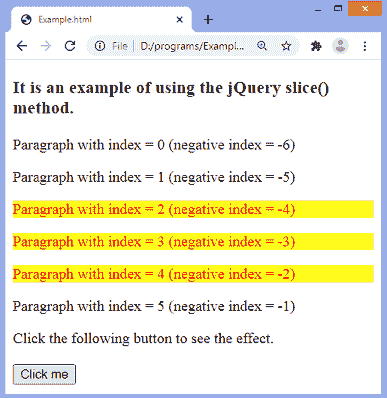 Example.html
File | D:/programs/Exampl...
It is an example of using the jQuery slice()
method.
Paragraph with index = 0 (negative index = -6)
Paragraph with index = 1 (negative index = -5)
Paragraph with index = 2 (negative index = -4)
Paragraph with index = 3 (negative index = -3)
Paragraph with index = 4 (negative index = -2)
Paragraph with index = 5 (negative index = -1)
Click the following button to see the effect.
Click me